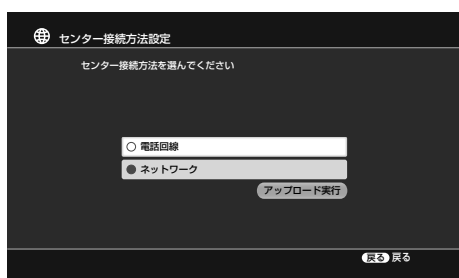 センター接続方法設定
センター接続方法を選んでください
電話回線
ネットワーク
アップロード実行
戻る 戻る